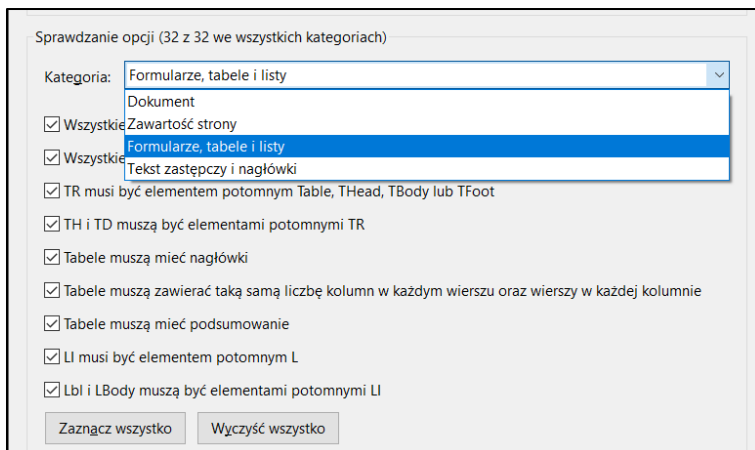 Sprawdzanie opcji (32 z 32 we wszystkich kategoriach)
Kategoria: Formularze, tabele i listy
Dokument
Wszystkie Zawartość strony
Formularze, tabele i listy
Wszystkie Tekst zastępczy i nagłówki
TR musi być elementem potomnym Table, THead, TBody lub TFoot
TH i TD muszą być elementami potomnymi TR
Tabele muszą mieć nagłówki
Tabele muszą zawierać taką samą liczbę kolumn w każdym wierszu oraz wierszy w każdej kolumnie
Tabele muszą mieć podsumowanie
LI musi być elementem potomnym L
Lbl i LBody muszą być elementami potomnymi LI
Zaznacz wszystko Wyczyść wszystko